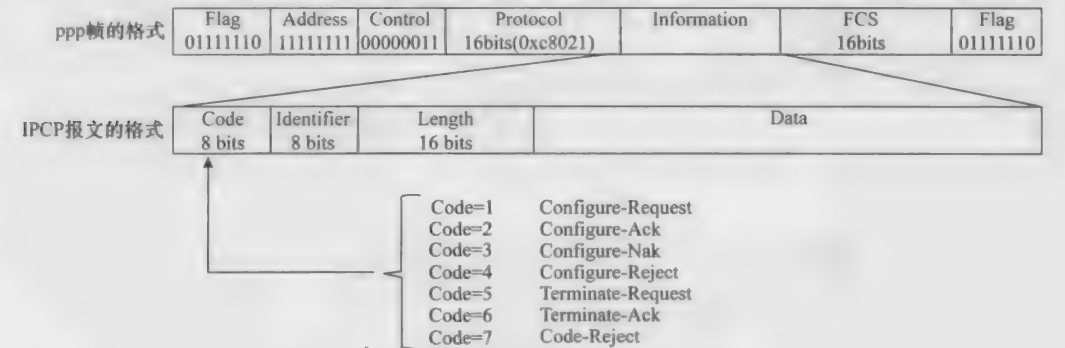 ppp帧的格式
Flag Address Control Protocol Information FCS Flag
01111110 11111111 00000011 16bits(0xc8021) 16bits 01111110
IPCP报文的格式
Code Identifier Length Data
8 bits 8 bits 16 bits
Code=1 Configure-Request
Code=2 Configure-Ack
Code=3 Configure-Nak
Code=4 Configure-Reject
Code=5 Terminate-Request
Code=6 Terminate-Ack
Code=7 Code-Reject